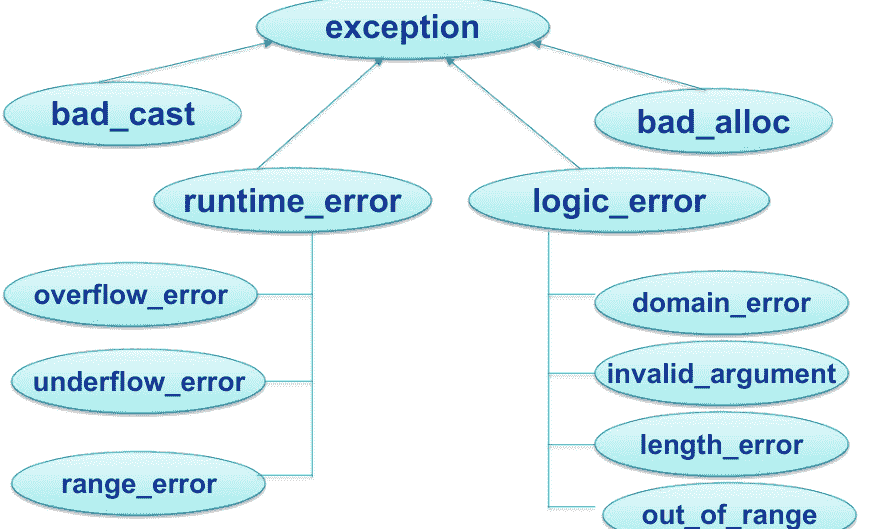 exception
bad_cast
bad_alloc
runtime_error
logic_error
overflow_error
underflow_error
range_error
domain_error
invalid_argument
length_error
out_of_range